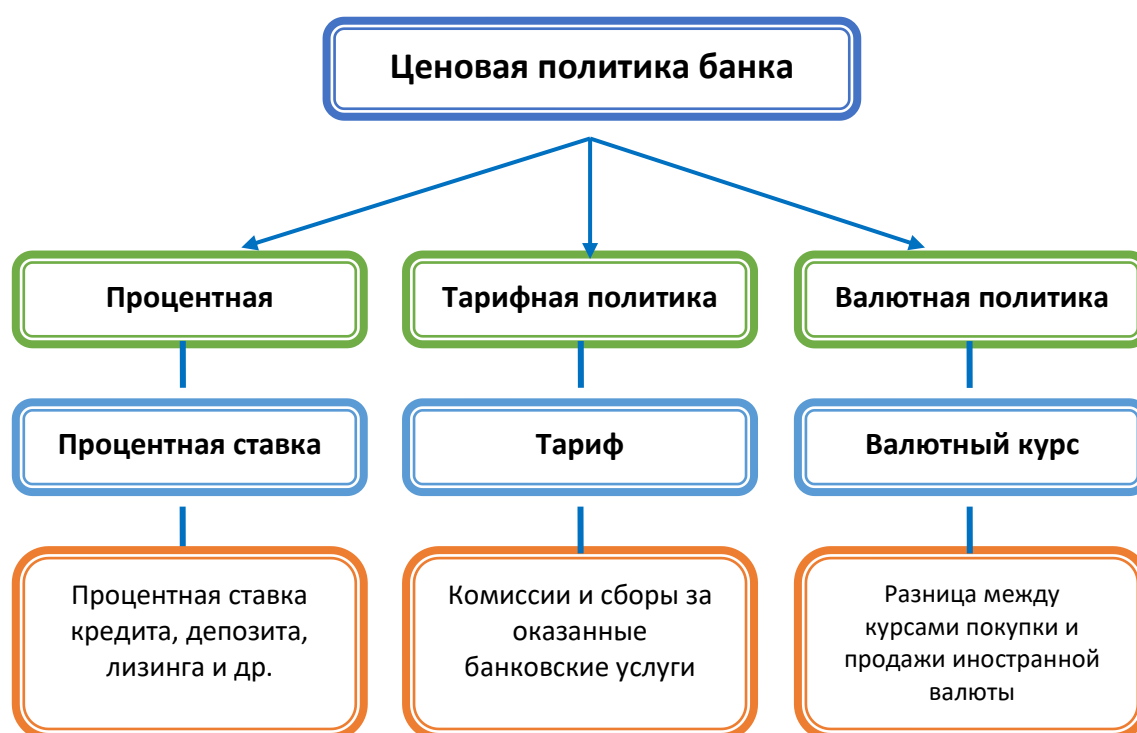 Ценовая политика банка
Процентная
Тарифная политика
Валютная политика
Процентная ставка
Тариф
Валютный курс
Процентная ставка
кредита, депозита,
лизинга и др.
Комиссии и сборы за
оказанные
банковские услуги
Разница между
курсами покупки и
продажи иностранной
валюты